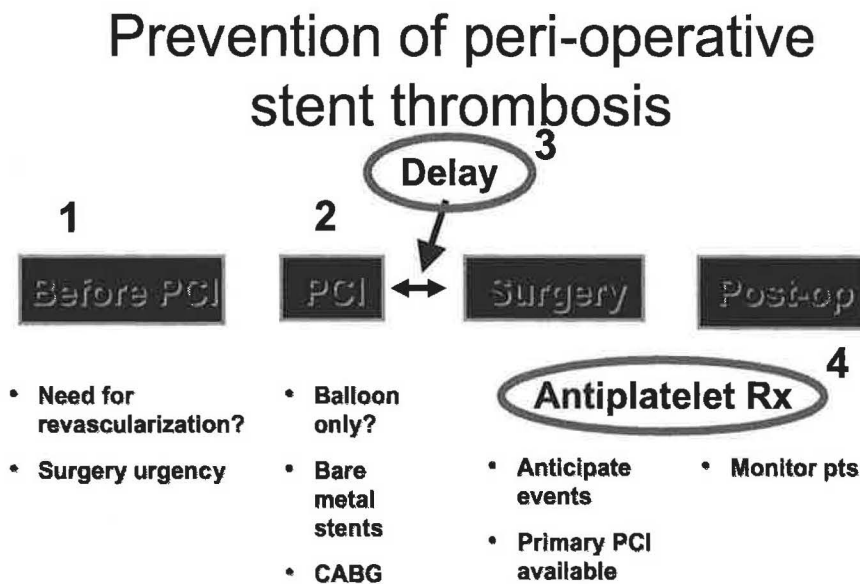 Prevention of peri-operative
stent thrombosis
3
Delay
1
2
Before PCI
PCI
Surgery
Post-op
4
Antiplatelet Rx
• Need for
revascularization?
• Surgery urgency
• Balloon
only?
• Bare
metal
stents
• CABG
• Anticipate
events
• Primary PCI
available
• Monitor pts